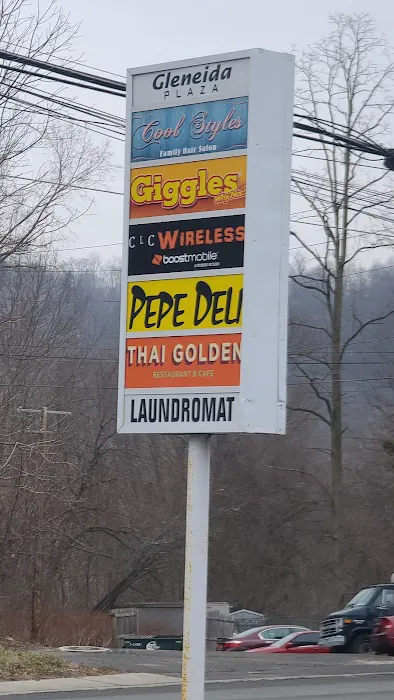 Gleneida
PLAZA
Cool Styles
Family Hair Salon
Giggles
CLC WIRELESS
boostmobile
PEPE DELI
THAI GOLDEN
RESTAURANT & CAFE
LAUNDROMAT